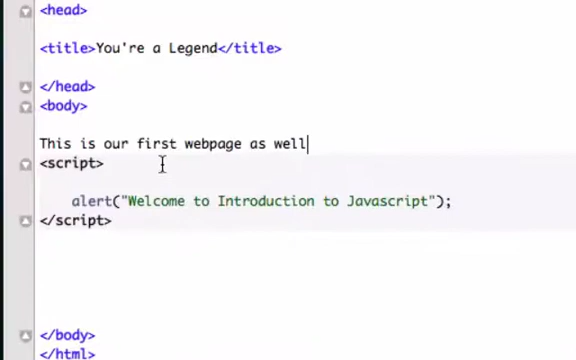 <head>
<title>You're a Legend</title>
</head>
<body>
This is our first webpage as well
<script>
alert("Welcome to Introduction to Javascript");
</script>
</body>
</html>